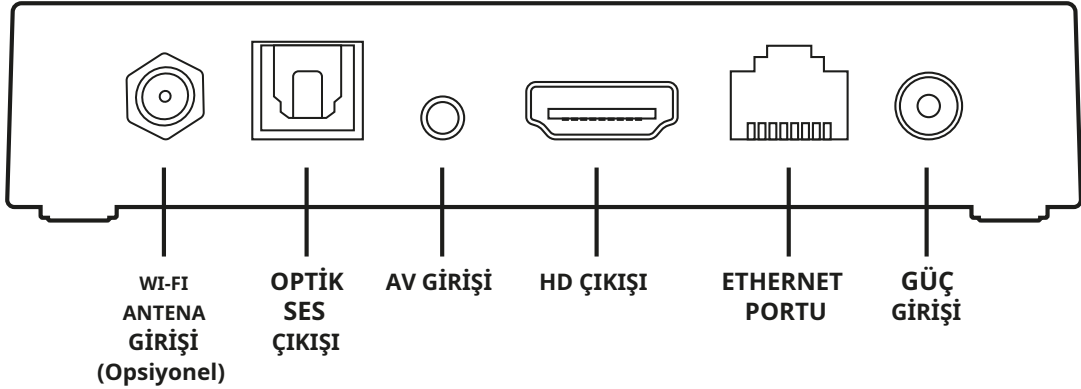 WI-FI
ANTENA
GİRİŞİ
(Opsiyonel)
OPTİK
SES
ÇIKIŞI
AV GİRİŞİ
HD ÇIKIŞI
ETHERNET
PORTU
GÜÇ
GİRİŞİ